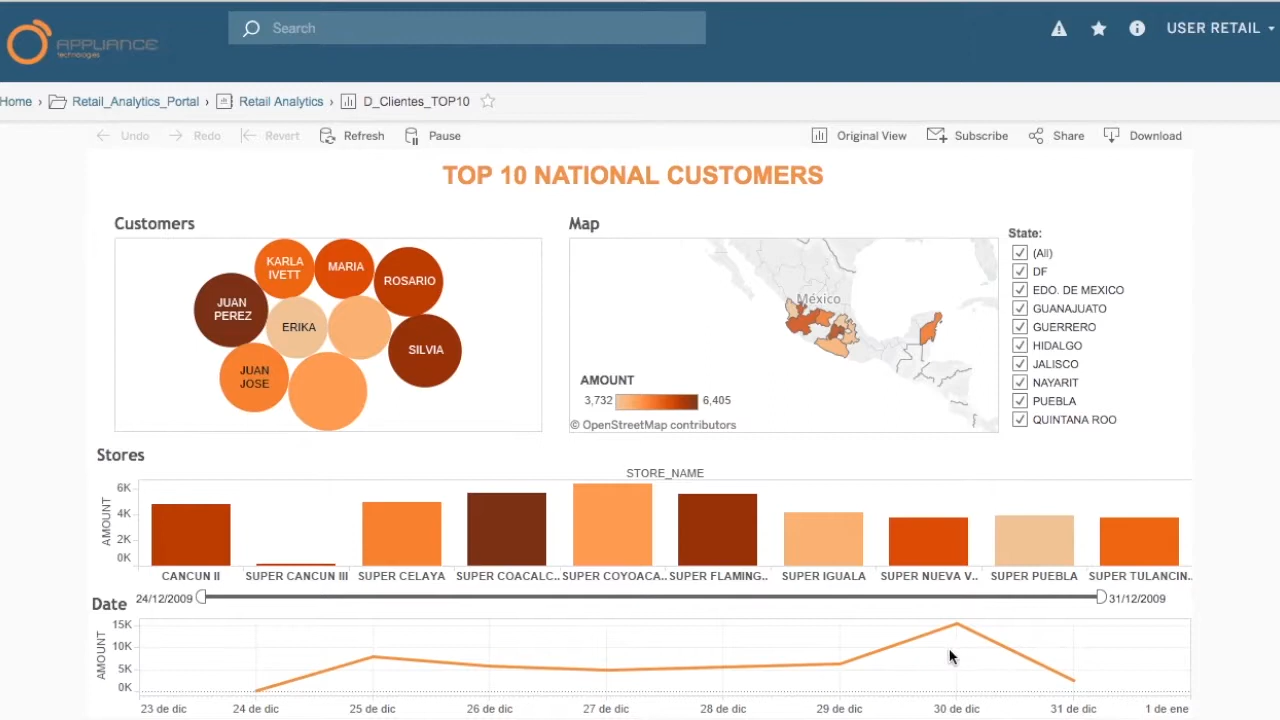 APPLIANCE
technologies
Search
USER RETAIL
Home › Retail_Analytics_Portal › Retail Analytics › D_Clientes_TOP10
Undo Redo Revert Refresh Pause Original View Subscribe Share Download
TOP 10 NATIONAL CUSTOMERS
Customers
KARLA
IVETT
MARIA
ROSARIO
JUAN
PEREZ
ERIKA
SILVIA
JUAN
JOSE
Map
México
AMOUNT
3,732 6,405
© OpenStreetMap contributors
State:
(All)
DF
EDO. DE MEXICO
GUANAJUATO
GUERRERO
HIDALGO
JALISCO
NAYARIT
PUEBLA
QUINTANA ROO
Stores
STORE_NAME
AMOUNT
6K
4K
2K
0K
CANCUN II SUPER CANCUN III SUPER CELAYA SUPER COACALC.. SUPER COYOACA.. SUPER FLAMING.. SUPER IGUALA SUPER NUEVA V.. SUPER PUEBLA SUPER TULANCIN..
Date 24/12/2009 31/12/2009
AMOUNT
15K
10K
5K
0K
23 de dic 24 de dic 25 de dic 26 de dic 27 de dic 28 de dic 29 de dic 30 de dic 31 de dic 1 de ene